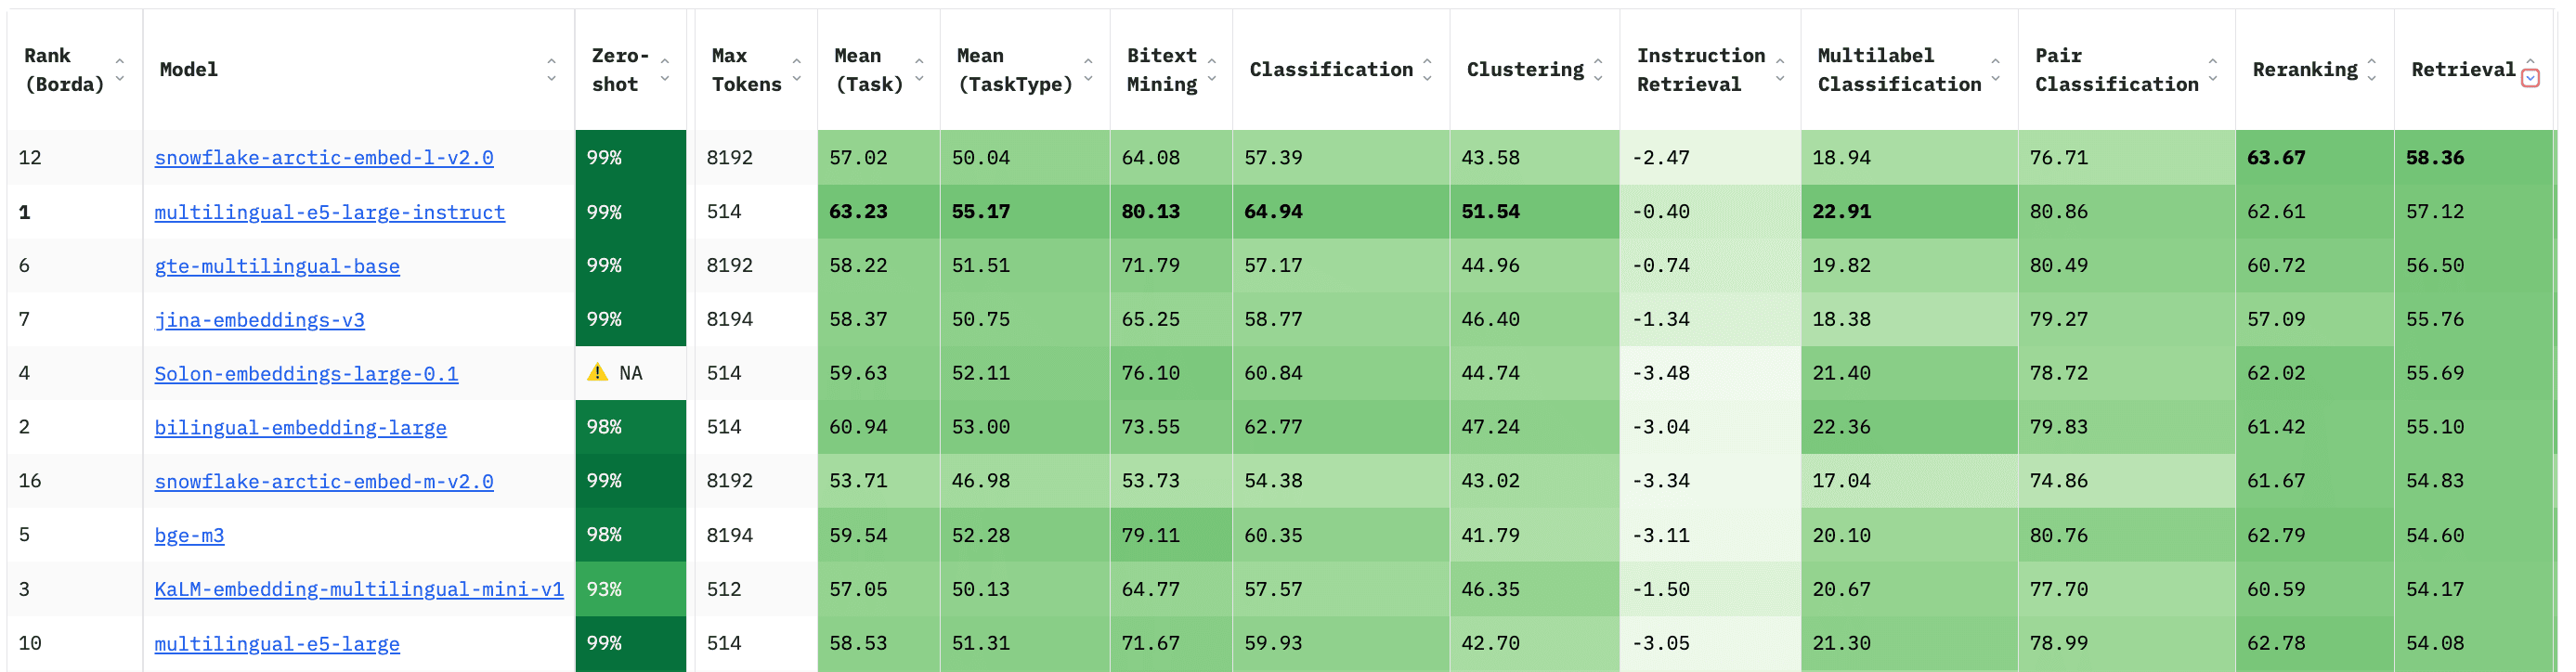 Rank (Borda) Model Zero-shot Max Tokens Mean (Task) Mean (TaskType) Bitext Mining Classification Clustering Instruction Retrieval Multilabel Classification Pair Classification Reranking Retrieval
12 snowflake-arctic-embed-l-v2.0 99% 8192 57.02 50.04 64.08 57.39 43.58 -2.47 18.94 76.71 63.67 58.36
1 multilingual-e5-large-instruct 99% 514 63.23 55.17 80.13 64.94 51.54 -0.40 22.91 80.86 62.61 57.12
6 gte-multilingual-base 99% 8192 58.22 51.51 71.79 57.17 44.96 -0.74 19.82 80.49 60.72 56.50
7 jina-embeddings-v3 99% 8194 58.37 50.75 65.25 58.77 46.40 -1.34 18.38 79.27 57.09 55.76
4 Solon-embeddings-large-0.1 ⚠️ NA 514 59.63 52.11 76.10 60.84 44.74 -3.48 21.40 78.72 62.02 55.69
2 bilingual-embedding-large 98% 514 60.94 53.00 73.55 62.77 47.24 -3.04 22.36 79.83 61.42 55.10
16 snowflake-arctic-embed-m-v2.0 99% 8192 53.71 46.98 53.73 54.38 43.02 -3.34 17.04 74.86 61.67 54.83
5 bge-m3 98% 8194 59.54 52.28 79.11 60.35 41.79 -3.11 20.10 80.76 62.79 54.60
3 KaLM-embedding-multilingual-mini-v1 93% 512 57.05 50.13 64.77 57.57 46.35 -1.50 20.67 77.70 60.59 54.17
10 multilingual-e5-large 99% 514 58.53 51.31 71.67 59.93 42.70 -3.05 21.30 78.99 62.78 54.08